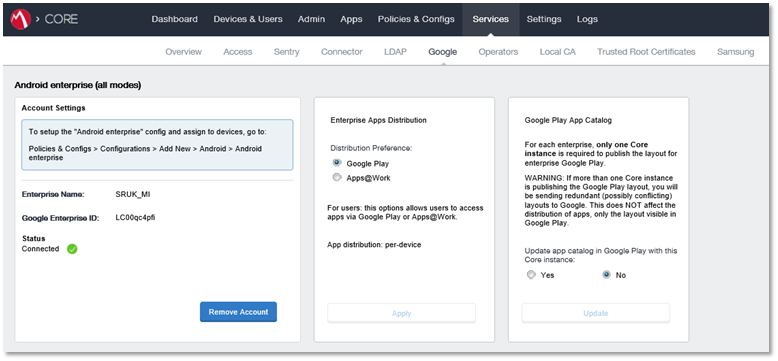 CORE
Dashboard Devices & Users Admin Apps Policies & Configs Services Settings Logs
Overview Access Sentry Connector LDAP Google Operators Local CA Trusted Root Certificates Samsung
Android enterprise (all modes)
Account Settings
To setup the "Android enterprise" config and assign to devices, go to:
Policies & Configs > Configurations > Add New > Android > Android
enterprise
Enterprise Name: SRUK_MI
Google Enterprise ID: LC00qc4pfi
Status
Connected
Remove Account
Enterprise Apps Distribution
Distribution Preference:
Google Play
Apps@Work
For users: this options allows users to access
apps via Google Play or Apps@Work.
App distribution: per-device
Apply
Google Play App Catalog
For each enterprise, only one Core
instance is required to publish the layout for
enterprise Google Play.
WARNING: If more than one Core instance
is publishing the Google Play layout, you will
be sending redundant (possibly conflicting)
layouts to Google. This does NOT affect the
distribution of apps, only the layout visible in
Google Play.
Update app catalog in Google Play with this
Core instance:
Yes No
Update